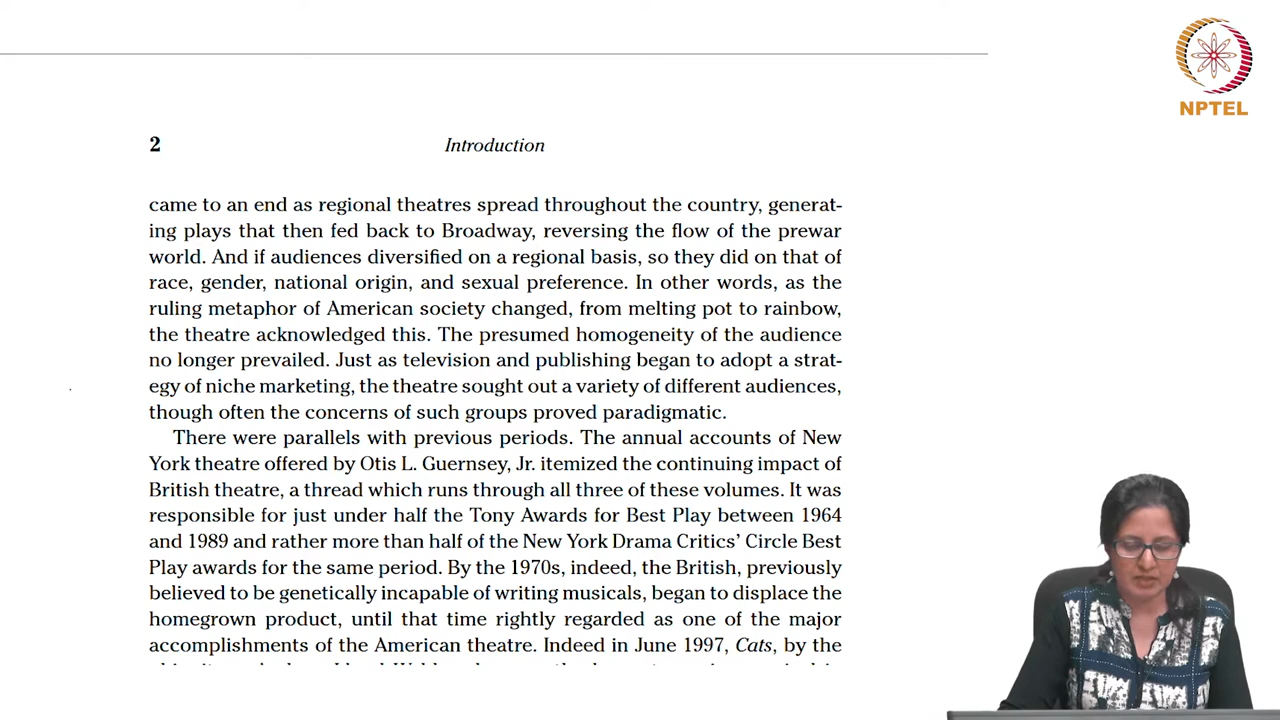 NPTEL
2 Introduction
came to an end as regional theatres spread throughout the country, generat-
ing plays that then fed back to Broadway, reversing the flow of the prewar
world. And if audiences diversified on a regional basis, so they did on that of
race, gender, national origin, and sexual preference. In other words, as the
ruling metaphor of American society changed, from melting pot to rainbow,
the theatre acknowledged this. The presumed homogeneity of the audience
no longer prevailed. Just as television and publishing began to adopt a strat-
egy of niche marketing, the theatre sought out a variety of different audiences,
though often the concerns of such groups proved paradigmatic.
There were parallels with previous periods. The annual accounts of New
York theatre offered by Otis L. Guernsey, Jr. itemized the continuing impact of
British theatre, a thread which runs through all three of these volumes. It was
responsible for just under half the Tony Awards for Best Play between 1964
and 1989 and rather more than half of the New York Drama Critics' Circle Best
Play awards for the same period. By the 1970s, indeed, the British, previously
believed to be genetically incapable of writing musicals, began to displace the
homegrown product, until that time rightly regarded as one of the major
accomplishments of the American theatre. Indeed in June 1997, Cats, by the